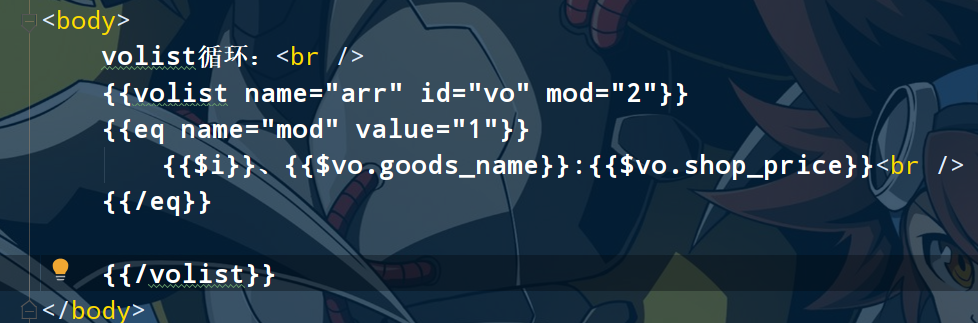 <body>
volist循环：<br />
{{volist name="arr" id="vo" mod="2"}}
{{eq name="mod" value="1"}}
{{$i}}、{{$vo.goods_name}}:{{$vo.shop_price}}<br />
{{/eq}}
{{/volist}}
</body>